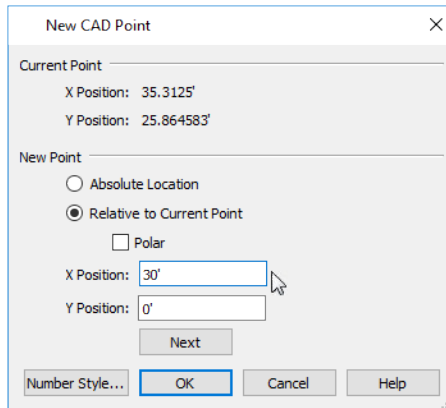 New CAD Point
Current Point
X Position: 35.3125'
Y Position: 25.864583'
New Point
Absolute Location
Relative to Current Point
Polar
X Position: 30'
Y Position: 0'
Next
Number Style... OK Cancel Help